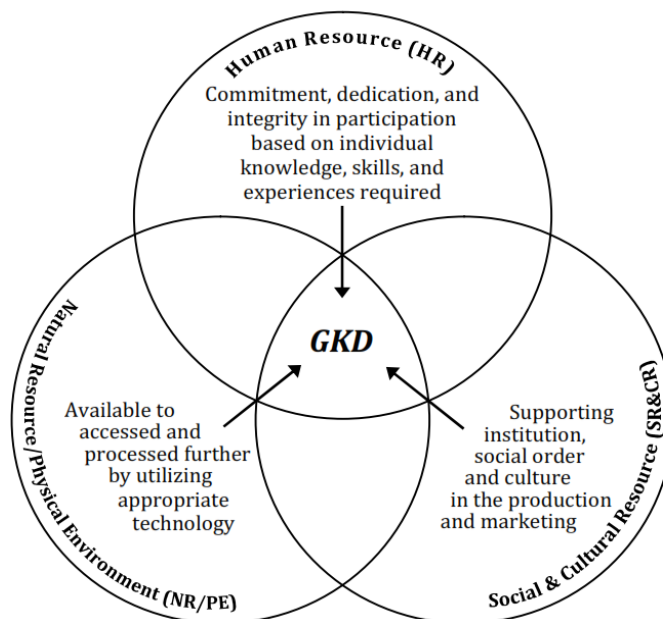 Human Resource (HR)
Commitment, dedication, and
integrity in participation
based on individual
knowledge, skills, and
experiences required
GKD
Natural Resource/Physical Environment (NR/PE)
Available to
accessed and
processed further
by utilizing
appropriate
technology
Supporting
institution,
social order
and culture
in the production
and marketing
Social & Cultural Resource (SR&CR)